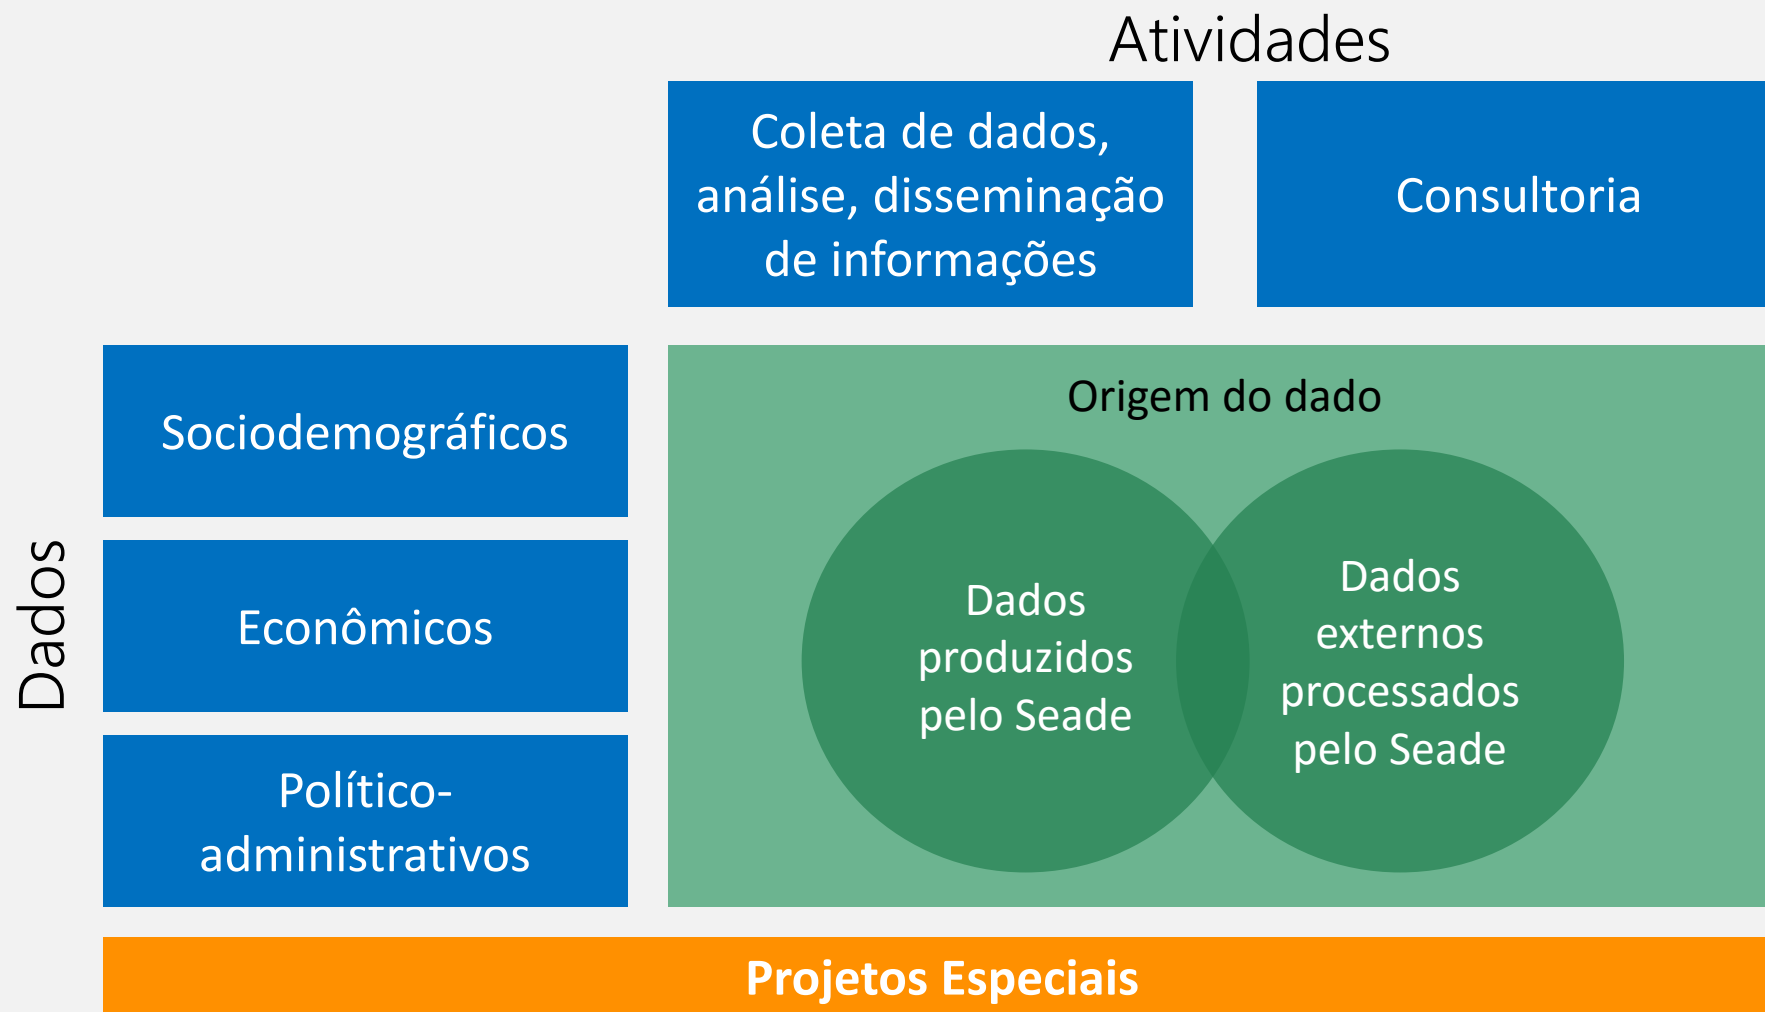 Atividades
Coleta de dados,
análise, disseminação
de informações
Consultoria
Dados
Sociodemográficos
Econômicos
Político-
administrativos
Origem do dado
Dados
produzidos
pelo Seade
Dados
externos
processados
pelo Seade
Projetos Especiais